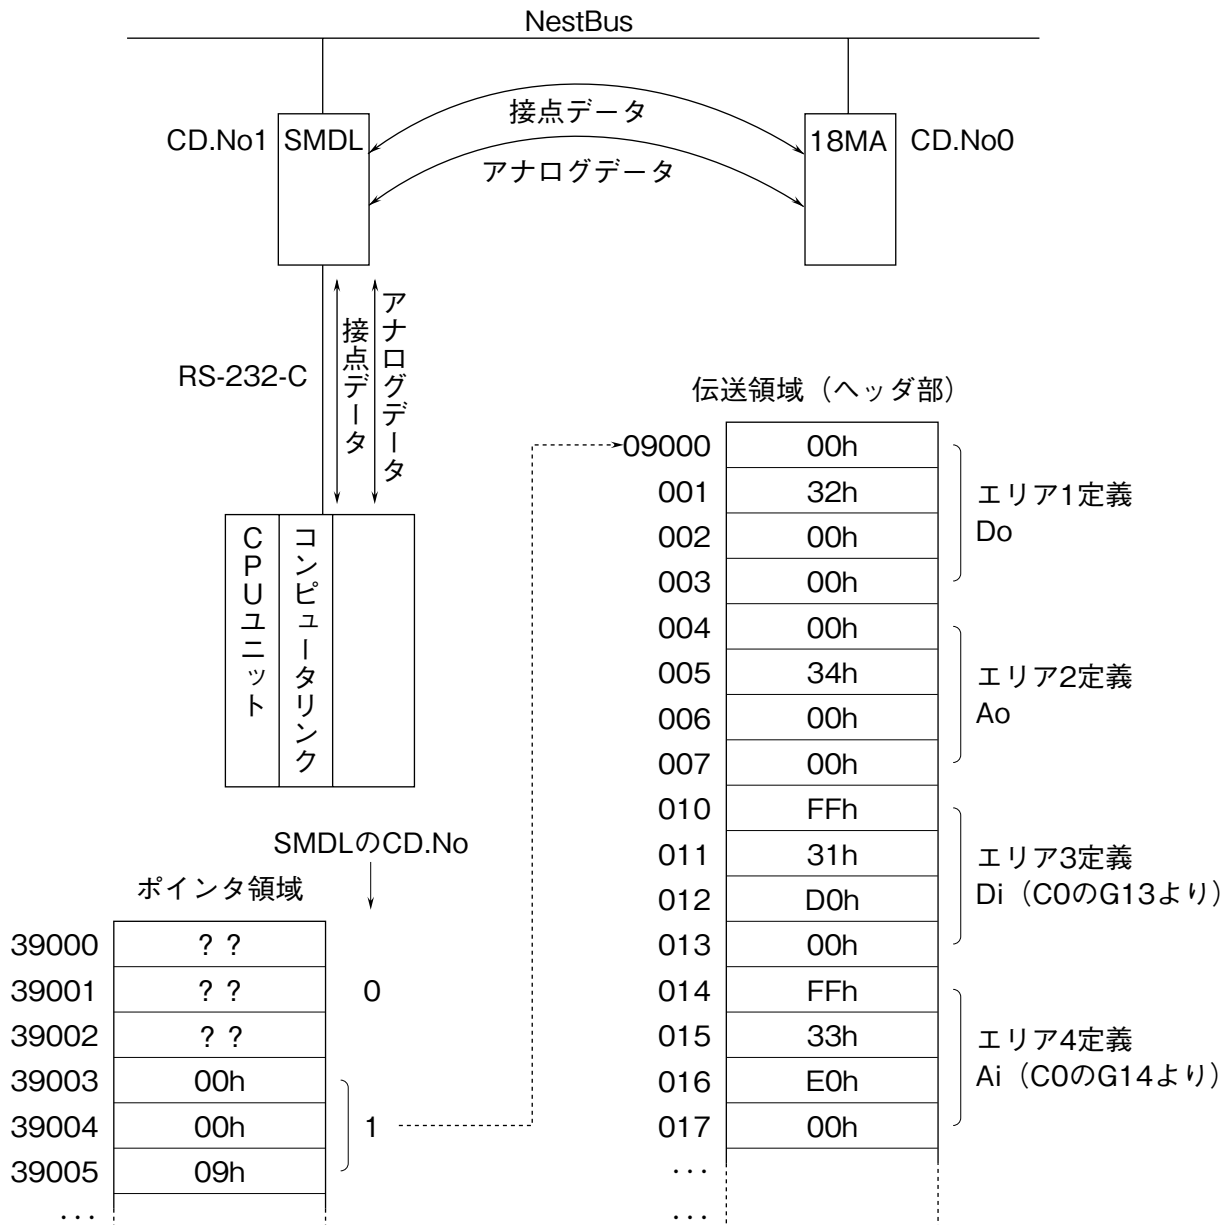 NestBus
接点データ
CD.No1 SMDL
18MA CD.No0
アナログデータ
アナログデータ
接点データ
RS-232-C
CPUユニット
コンピュータリンク
SMDLのCD.No
ポインタ領域
39000 ? ?
39001 ? ? 0
39002 ? ?
39003 00h
39004 00h 1
39005 09h
...
伝送領域（ヘッダ部）
09000 00h
001 32h
002 00h
003 00h
エリア1定義
Do
004 00h
005 34h
006 00h
007 00h
エリア2定義
Ao
010 FFh
011 31h
012 D0h
013 00h
エリア3定義
Di（C0のG13より）
014 FFh
015 33h
016 E0h
017 00h
エリア4定義
Ai（C0のG14より）
...
...